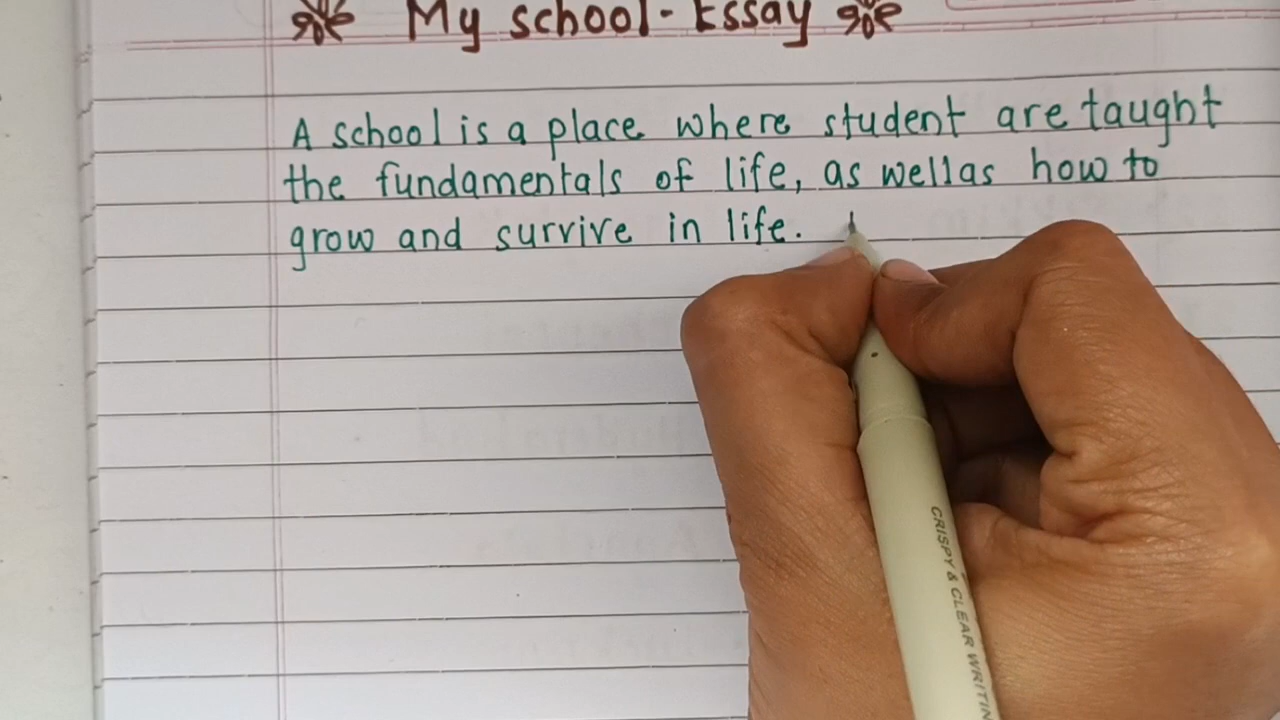 My school - Essay
A school is a place where student are taught
the fundamentals of life, as wellas how to
grow and survive in life.
CRISPY & CLEAR WRITIN